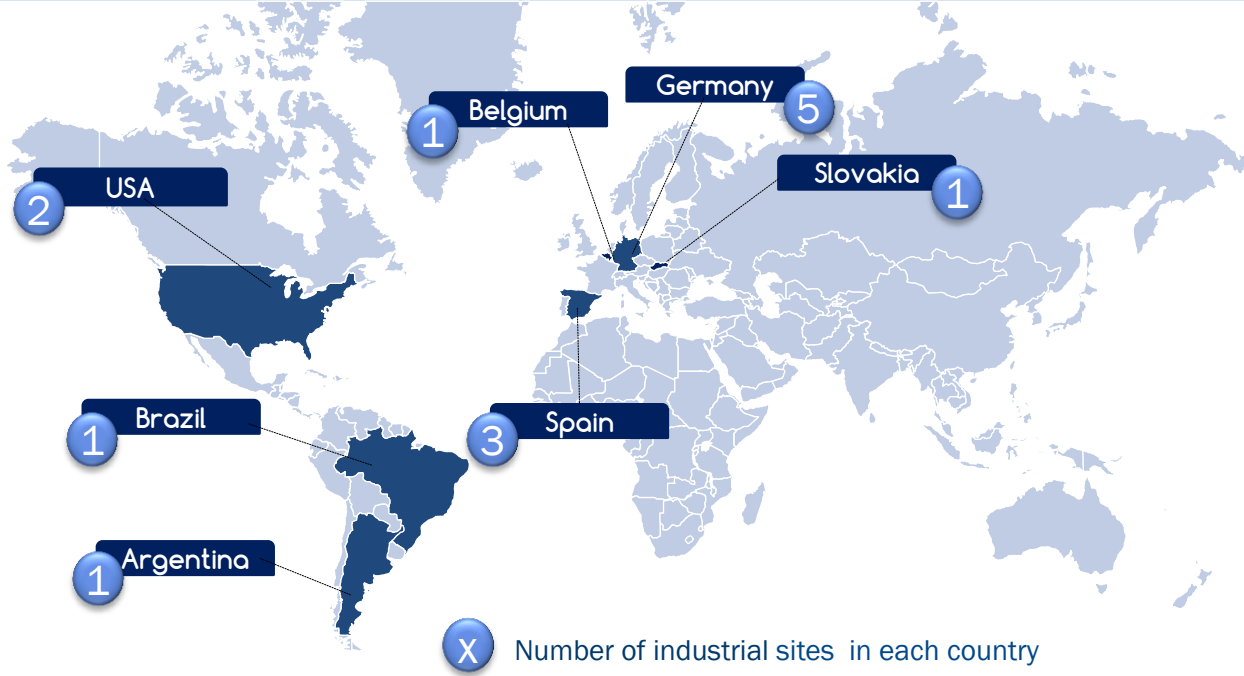 Germany
5
Belgium
1
Slovakia
1
USA
2
Brazil
1
Spain
3
Argentina
1
X Number of industrial sites in each country